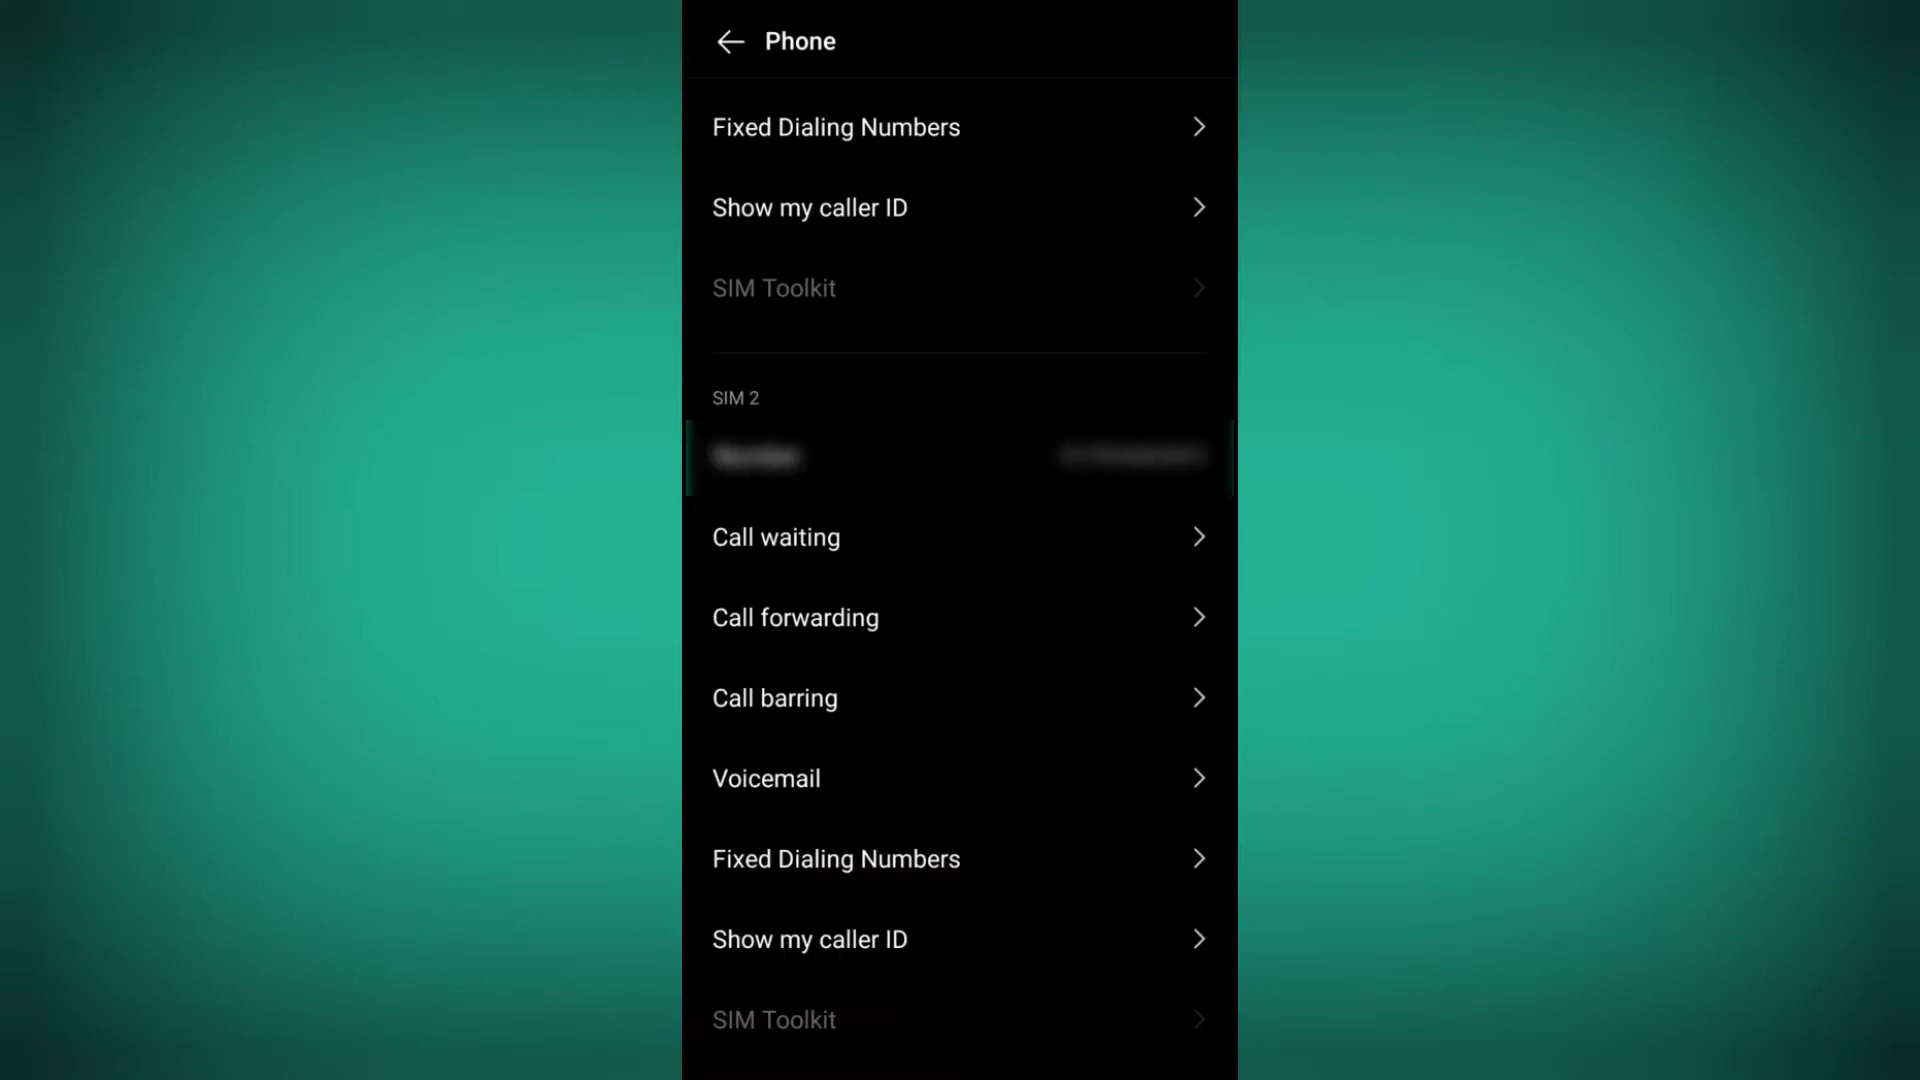 Phone
Fixed Dialing Numbers
Show my caller ID
SIM Toolkit
SIM 2
Call waiting
Call forwarding
Call barring
Voicemail
Fixed Dialing Numbers
Show my caller ID
SIM Toolkit